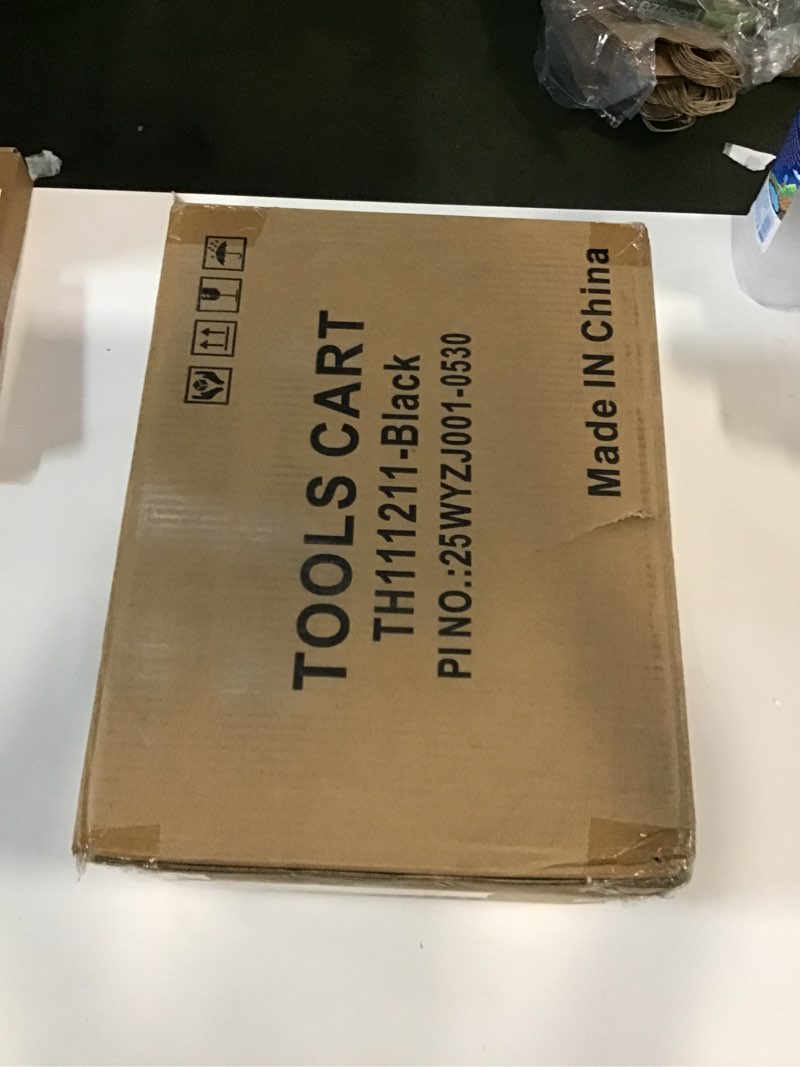 TOOLS CART
TH111211-Black
PI NO.:25WYZJ001-0530
Made IN China